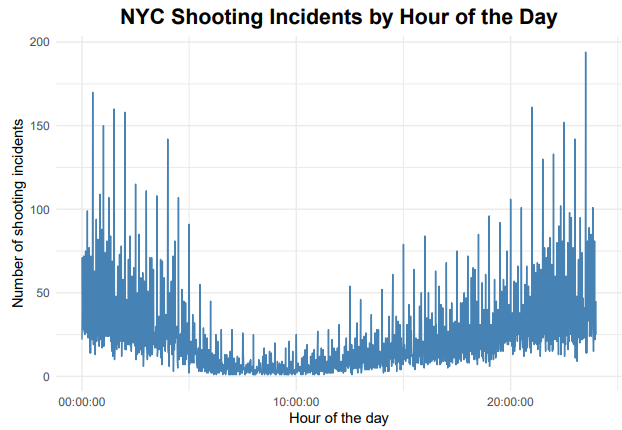 NYC Shooting Incidents by Hour of the Day
200
150
100
50
0
Number of shooting incidents
00:00:00 10:00:00 20:00:00
Hour of the day